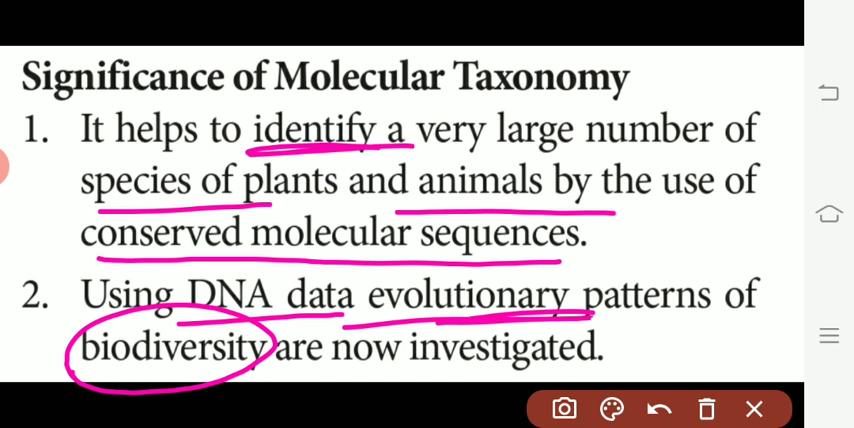 Significance of Molecular Taxonomy
1. It helps to identify a very large number of
species of plants and animals by the use of
conserved molecular sequences.
2. Using DNA data evolutionary patterns of
biodiversity are now investigated.